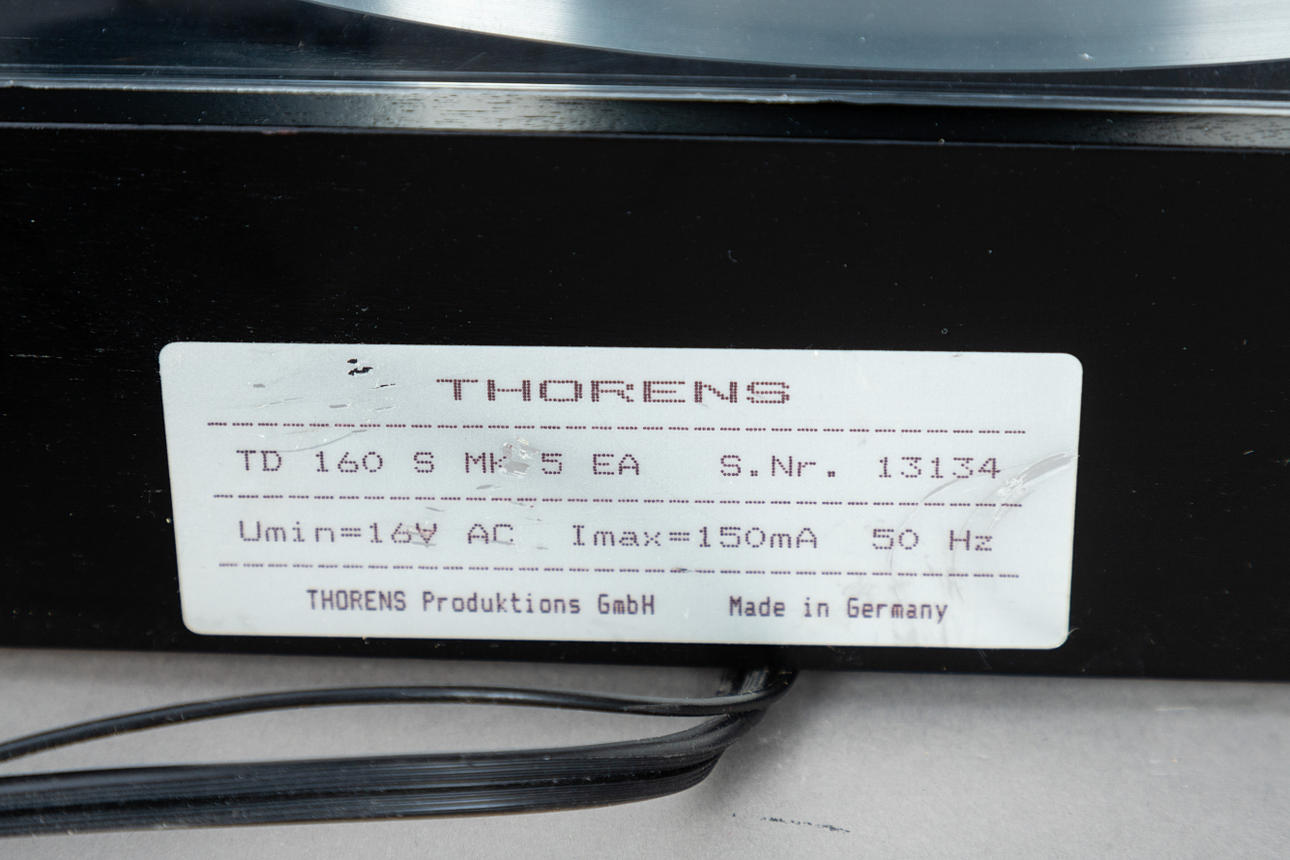 THORENS
TD 160 S MK 5 EA S.Nr. 13134
Umin=16V AC Imax=150mA 50 Hz
THORENS Produktions GmbH Made in Germany